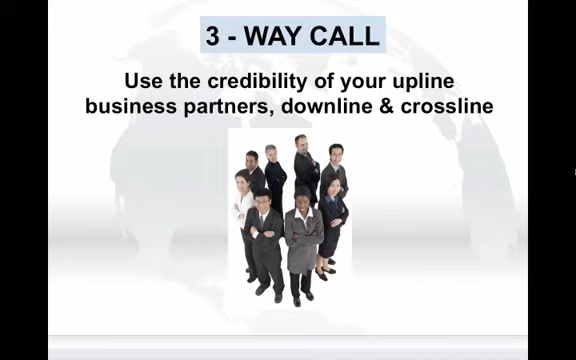 3 - WAY CALL
Use the credibility of your upline
business partners, downline & crossline